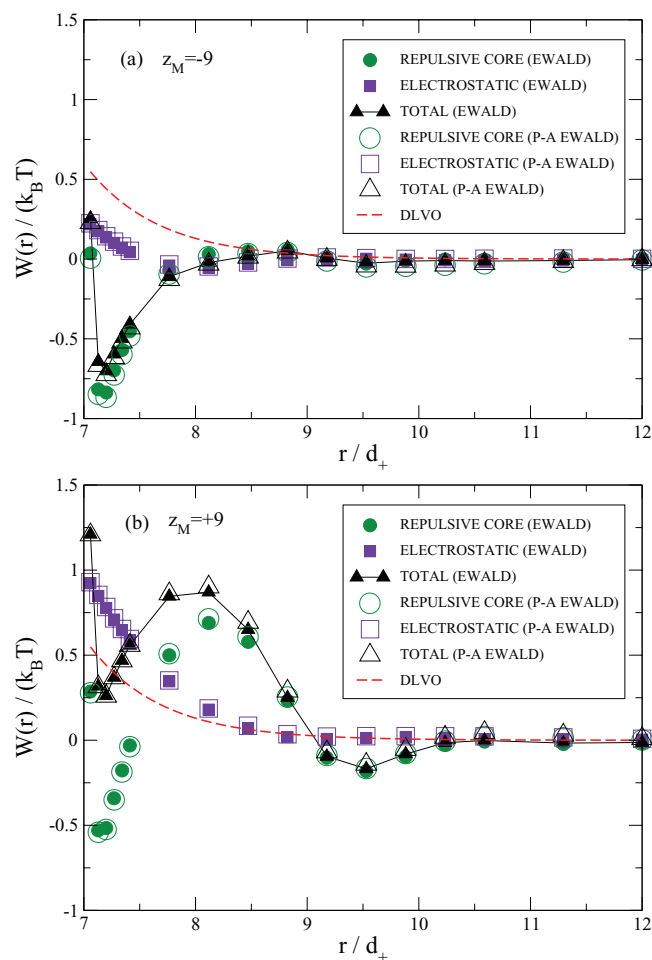 1.5
(a) z_M=-9
REPULSIVE CORE (EWALD)
ELECTROSTATIC (EWALD)
TOTAL (EWALD)
REPULSIVE CORE (P-A EWALD)
ELECTROSTATIC (P-A EWALD)
TOTAL (P-A EWALD)
DLVO
1
0.5
0
-0.5
-1
W(r) / (k_BT)
7 8 9 10 11 12
r / d_+
1.5
(b) z_M=+9
REPULSIVE CORE (EWALD)
ELECTROSTATIC (EWALD)
TOTAL (EWALD)
REPULSIVE CORE (P-A EWALD)
ELECTROSTATIC (P-A EWALD)
TOTAL (P-A EWALD)
DLVO
1
0.5
0
-0.5
-1
W(r) / (k_BT)
7 8 9 10 11 12
r / d_+